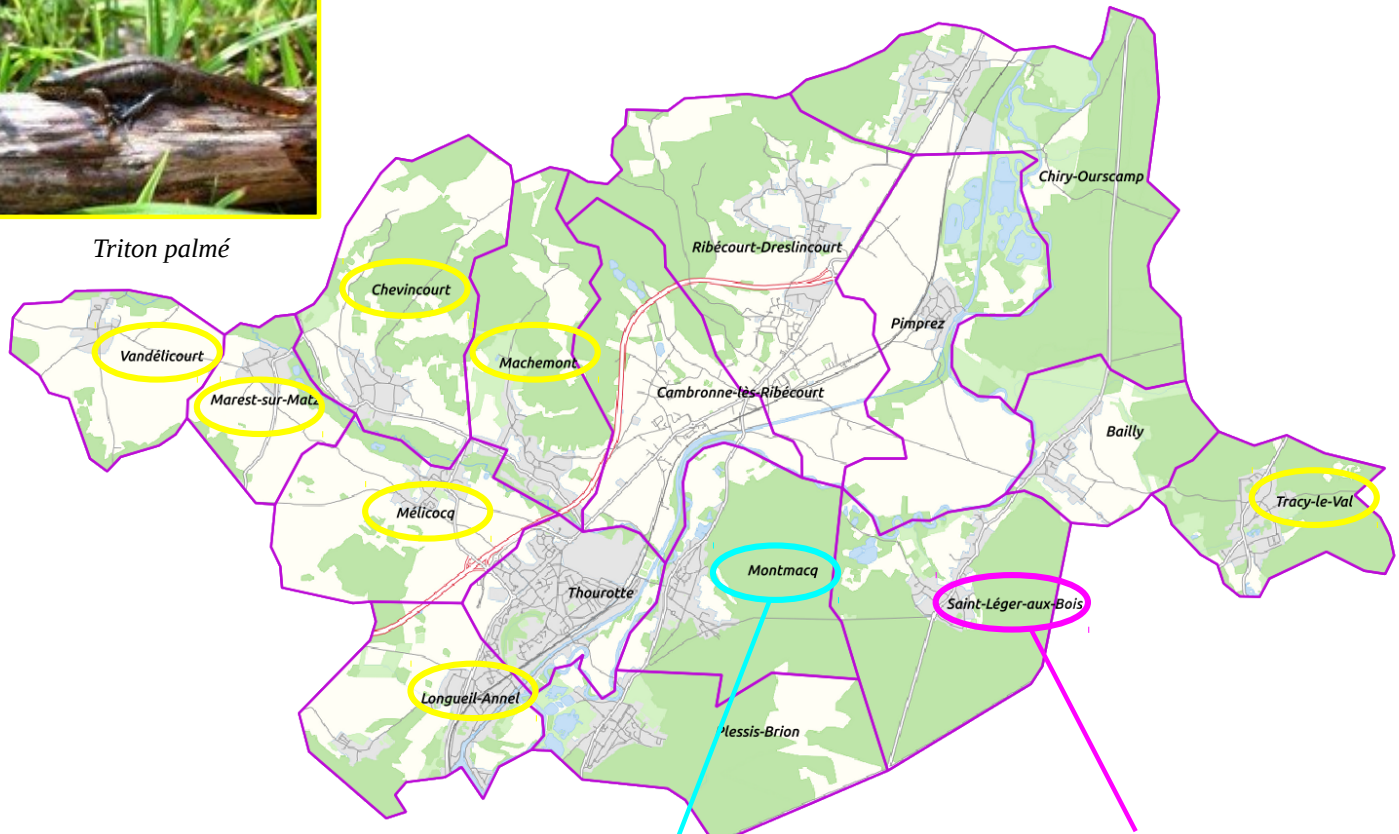 Triton palmé
Chiry-Ourscamp
Ribécourt-Dreslincourt
Chevincourt
Pimprez
Vandélicourt
Machemont
Marest-sur-Matz
Cambronne-lès-Ribécourt
Bailly
Tracy-le-Val
Mélicocq
Montmacq
Thourotte
Saint-Léger-aux-Bois
Longueil-Annel
Plessis-Brion